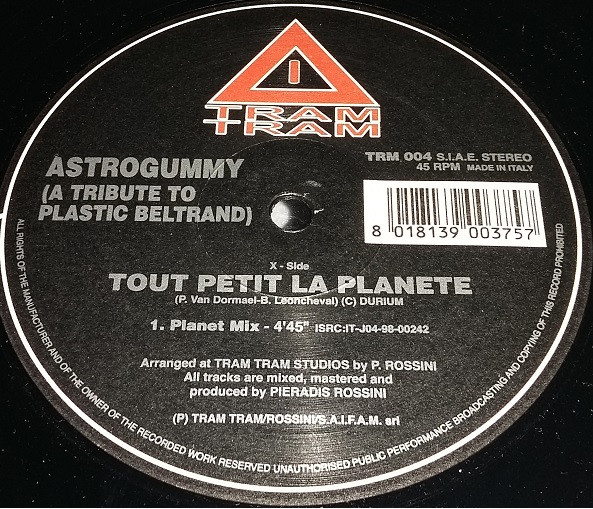 I
TRAM
TRAM
ASTROGUMMY
(A TRIBUTE TO
PLASTIC BELTRAND)
TRM 004 S.I.A.E. STEREO
45 RPM MADE IN ITALY
8 018139 003757
X - Side
TOUT PETIT LA PLANETE
(P. Van Dormael-B. Leoncheval) (C) DURIUM
1. Planet Mix - 4'45" ISRC:IT-J04-98-00242
Arranged at TRAM TRAM STUDIOS by P. ROSSINI
All tracks are mixed, mastered and
produced by PIERADIS ROSSINI
(P) TRAM TRAM/ROSSINI/S.A.I.F.A.M. srl
ALL RIGHTS OF THE MANUFACTURER AND OF THE OWNER OF THE RECORDED WORK RESERVED UNAUTHORISED PUBLIC PERFORMANCE BROADCASTING AND COPYING OF THIS RECORD PROHIBITED